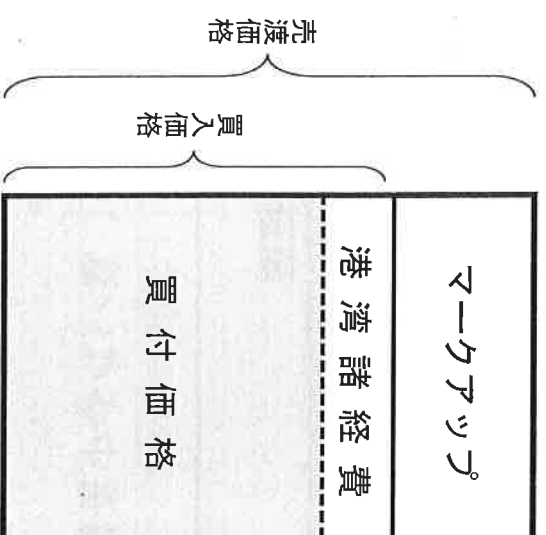 売渡価格
買入価格
マークアップ
港湾諸経費
買付価格